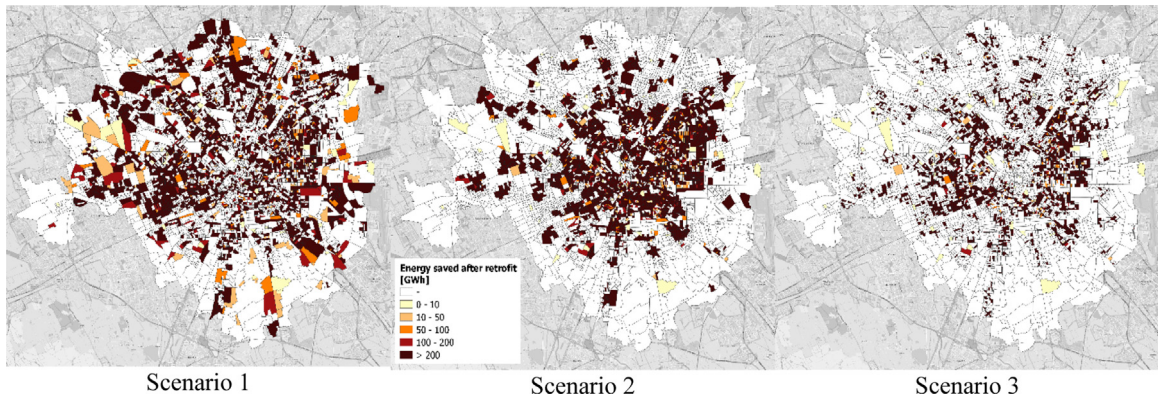 Energy saved after retrofit
[GWh]
-
0 - 10
10 - 50
50 - 100
100 - 200
> 200
Scenario 1
Scenario 2
Scenario 3